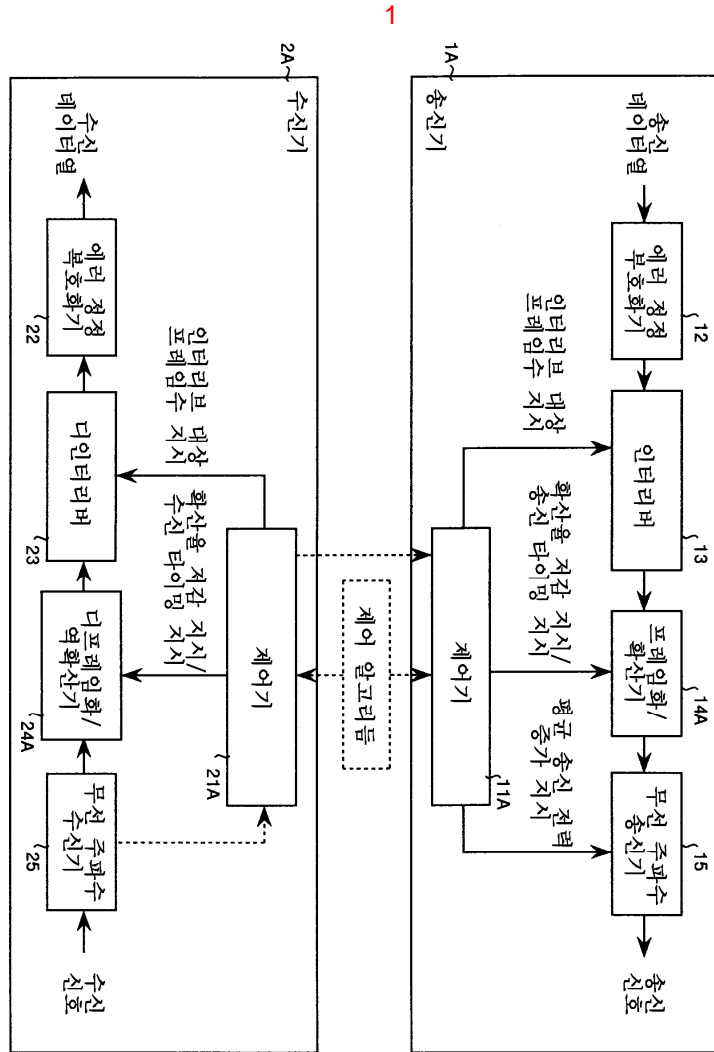 1
1A
송신기
송신
데이터열
에러 정정
부호화기
12
인터리버
13
프레임화/
확산기
14A
무선 주파수
송신기
15
송신
신호
인터리브 대상
프레임수 지시
확산율 저감 지시/
송신 타이밍 지시
평균 송신 전력
증가 지시
제어기
11A
제어 알고리듬
2A
수신기
제어기
21A
인터리브 대상
프레임수 지시
확산율 저감 지시/
수신 타이밍 지시
수신
데이터열
에러 정정
복호화기
22
디인터리버
23
디프레임화/
역확산기
24A
무선 주파수
수신기
25
수신
신호